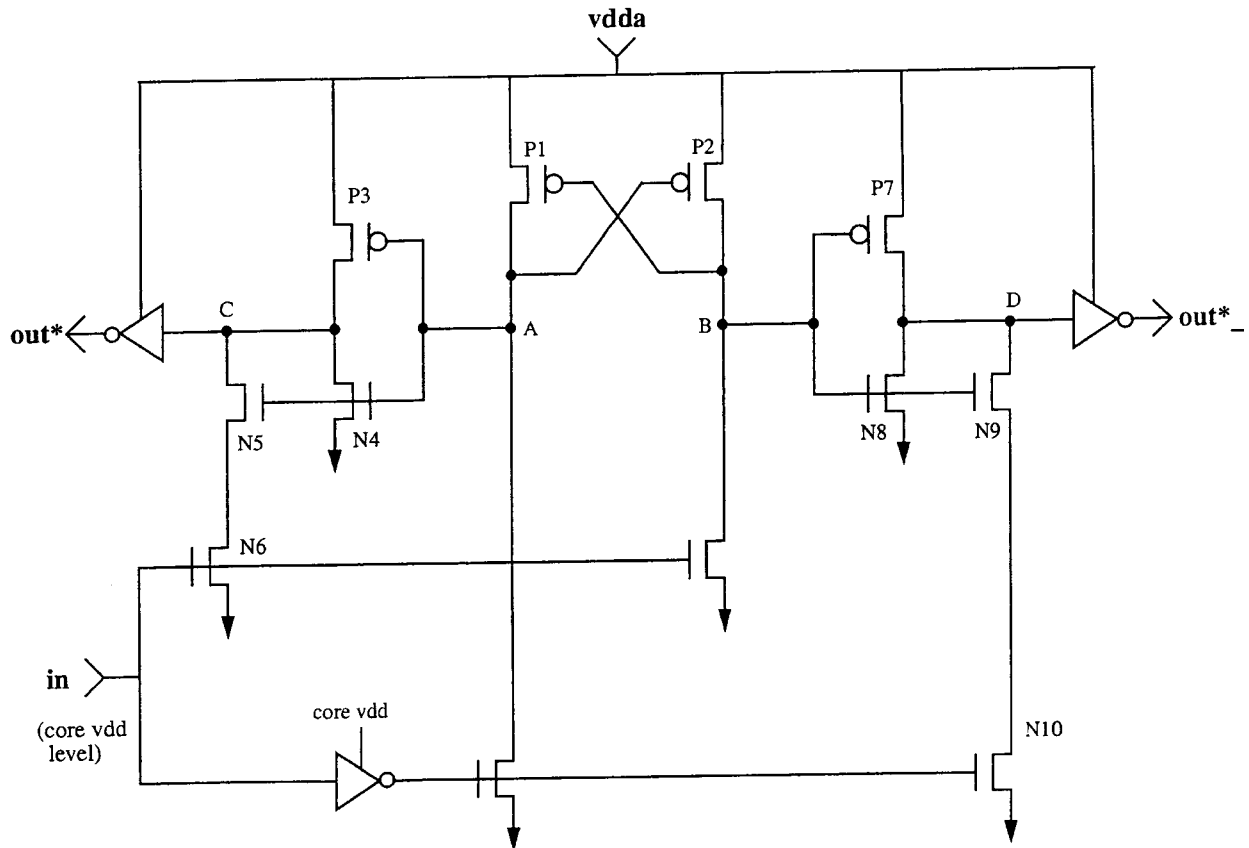 vdda
P1
P2
P3
P7
C
D
out*
A
B
out*_
N5
N4
N8
N9
N6
in
(core vdd
level)
core vdd
N10